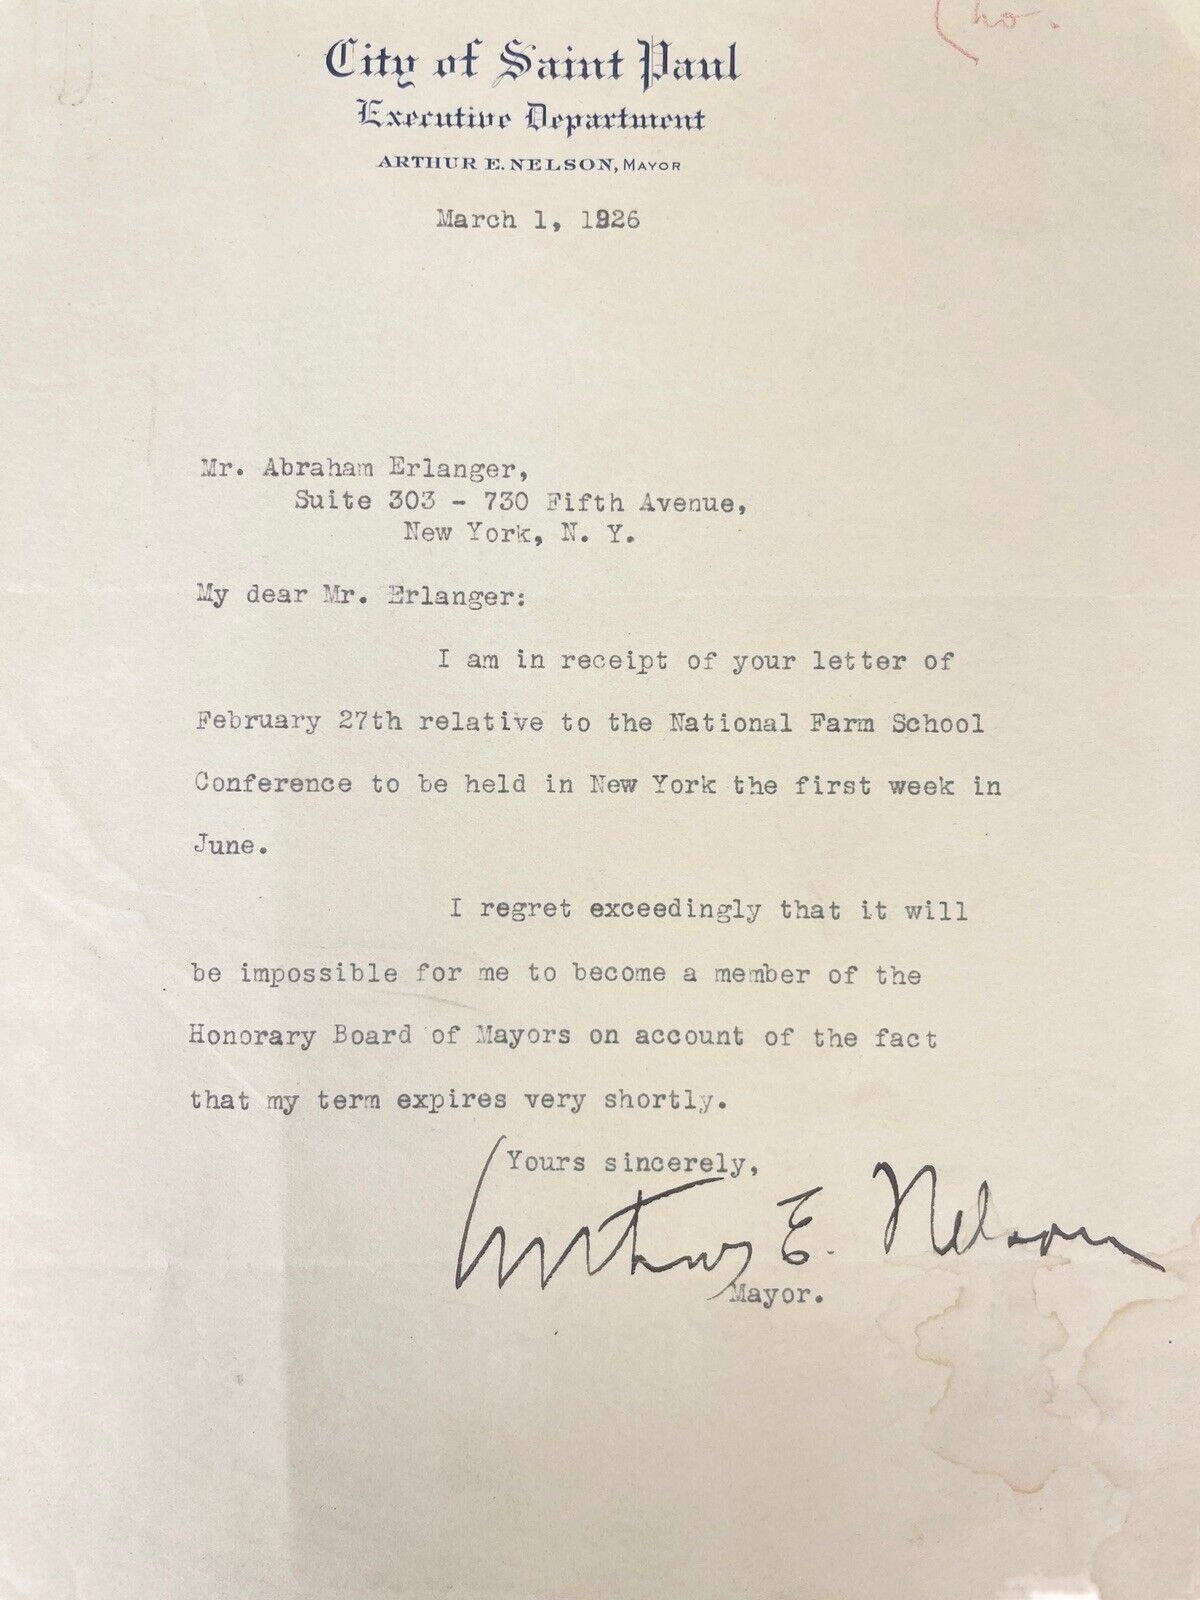 no.
City of Saint Paul
Executive Department
ARTHUR E. NELSON, MAYOR
March 1, 1926
Mr. Abraham Erlanger,
Suite 303 - 730 Fifth Avenue,
New York, N. Y.
My dear Mr. Erlanger:
I am in receipt of your letter of
February 27th relative to the National Farm School
Conference to be held in New York the first week in
June.
I regret exceedingly that it will
be impossible for me to become a member of the
Honorary Board of Mayors on account of the fact
that my term expires very shortly.
Yours sincerely,
Arthur E. Nelson
Mayor.